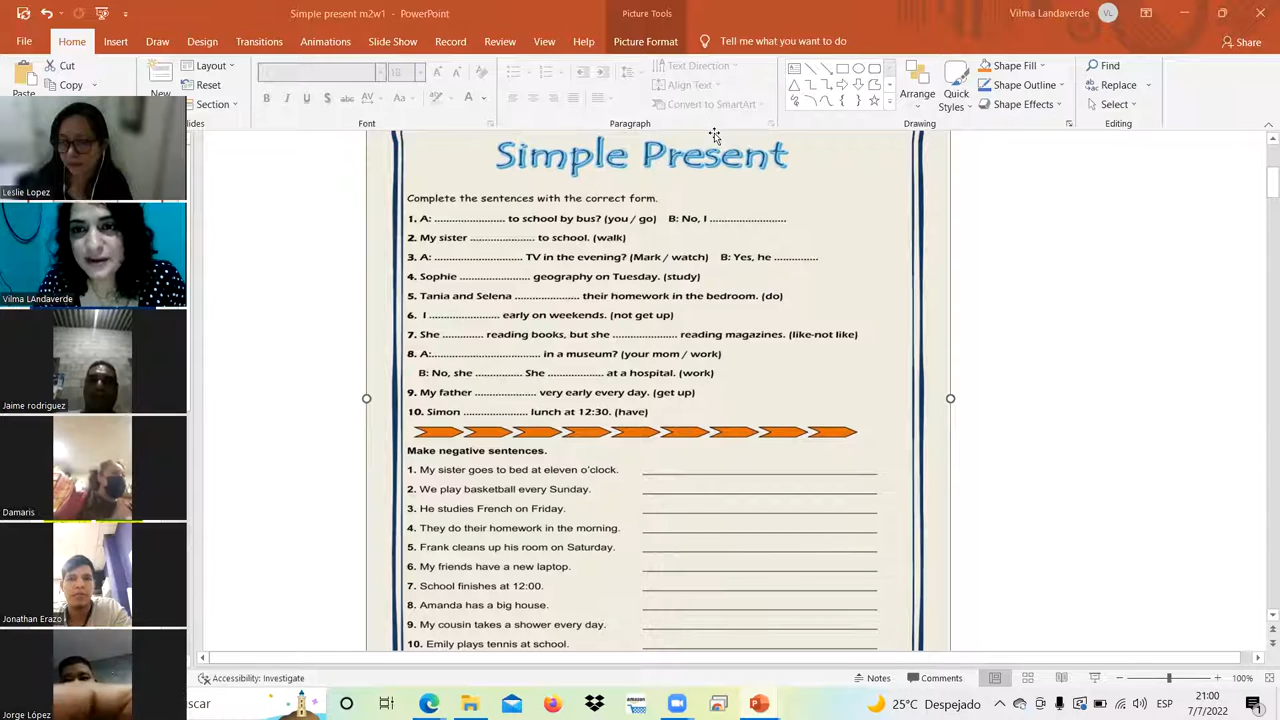 Simple Present m2w1 - PowerPoint
Vilma Landaverde
VL
File Home Insert Draw Design Transitions Animations Slide Show Record Review View Help Picture Tools Picture Format Tell me what you want to do Share
Paste
Cut
Copy
New
Layout
Reset
Section
18
Text Direction
Align Text
Convert to SmartArt
Arrange
Quick
Styles
Shape Fill
Shape Outline
Shape Effects
Find
Replace
Select
Font
Paragraph
Drawing
Editing
Simple Present
Complete the sentences with the correct form.
1. A: ........................ to school by bus? (you / go) B: No, I ..........................
2. My sister ...................... to school. (walk)
3. A: .............................. TV in the evening? (Mark / watch) B: Yes, he ...............
4. Sophie ........................ geography on Tuesday. (study)
5. Tania and Selena ...................... their homework in the bedroom. (do)
6. I ........................ early on weekends. (not get up)
7. She .............. reading books, but she ...................... reading magazines. (like-not like)
8. A:..................................... in a museum? (your mom / work)
B: No, she ................ She ................... at a hospital. (work)
9. My father ..................... very early every day. (get up)
10. Simon ...................... lunch at 12:30. (have)
Make negative sentences.
1. My sister goes to bed at eleven o'clock.
2. We play basketball every Sunday.
3. He studies French on Friday.
4. They do their homework in the morning.
5. Frank cleans up his room on Saturday.
6. My friends have a new laptop.
7. School finishes at 12:00.
8. Amanda has a big house.
9. My cousin takes a shower every day.
10. Emily plays tennis at school.
Leslie Lopez
Vilma LAndaverde
Jaime rodriguez
Damaris
Jonathan Erazo
Jorge López
Accessibility: Investigate
Notes
Comments
100%
amazon
25°C Despejado
ESP
21:00
7/7/2022